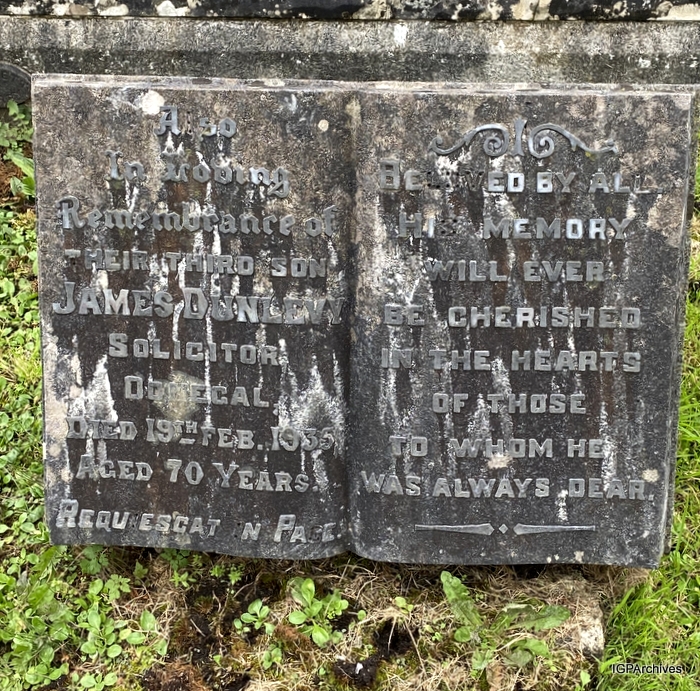 Also
In Loving
Remembrance of
THEIR THIRD SON
JAMES DUNLEVY
SOLICITOR
DONEGAL.
DIED 19TH FEB. 1935
AGED 70 YEARS.
REQUIESCAT IN PACE
BELOVED BY ALL
HIS MEMORY
WILL EVER
BE CHERISHED
IN THE HEARTS
OF THOSE
TO WHOM HE
WAS ALWAYS DEAR.
IGPArchives